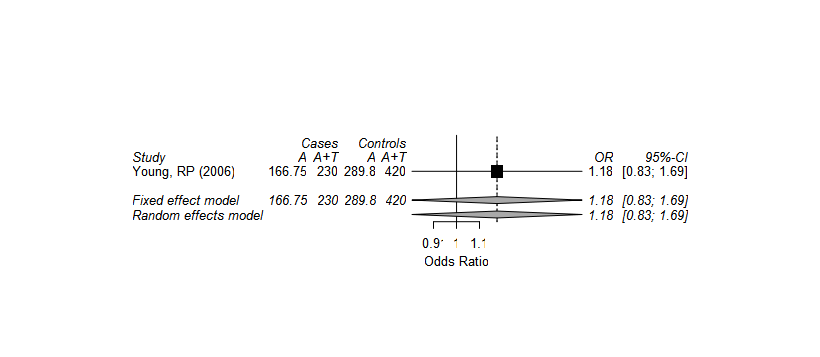 Cases Controls
Study A A+T A A+T OR 95%-CI
Young, RP (2006) 166.75 230 289.8 420 1.18 [0.83; 1.69]
Fixed effect model 166.75 230 289.8 420 1.18 [0.83; 1.69]
Random effects model 1.18 [0.83; 1.69]
0.91 1 1.1
Odds Ratio